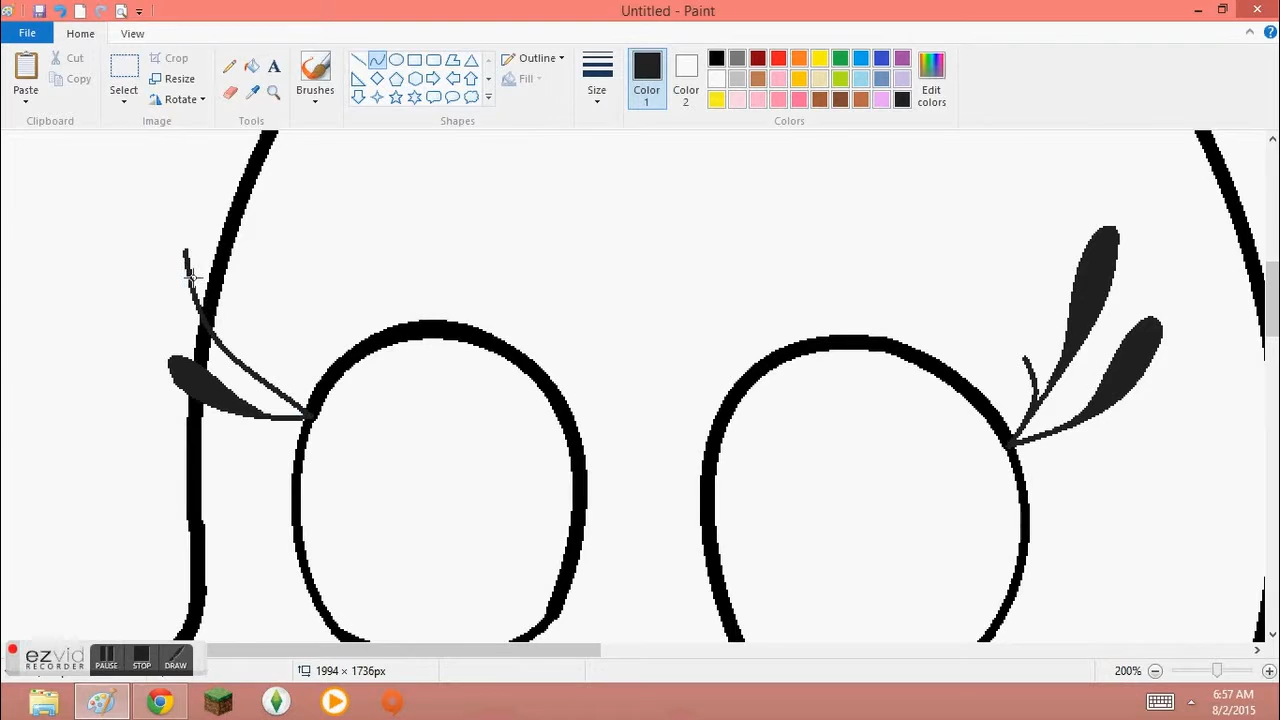 Untitled - Paint
File
Home
View
Paste
Cut
Copy
Clipboard
Select
Crop
Resize
Rotate
Image
A
Tools
Brushes
Outline
Fill
Shapes
Size
Color 1
Color 2
Edit colors
Colors
ezvid
RECORDER
PAUSE
STOP
DRAW
1994 × 1736px
200%
6:57 AM
8/2/2015